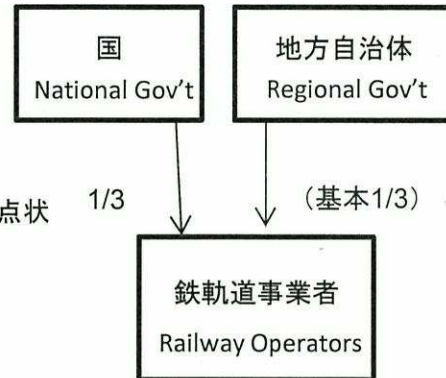 国
National Gov't
地方自治体
Regional Gov't
点状
1/3
（基本1/3）
鉄軌道事業者
Railway Operators